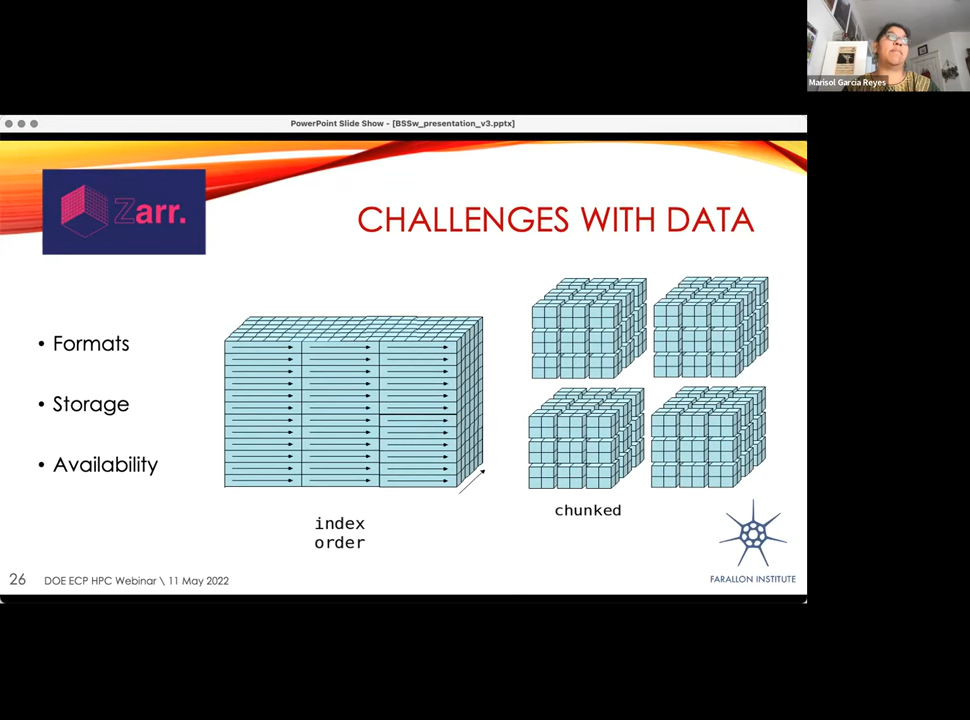 Marisol García Reyes
PowerPoint Slide Show - [BSSw_presentation_v3.pptx]
Zarr.
CHALLENGES WITH DATA
• Formats
• Storage
• Availability
index
order
chunked
FARALLON INSTITUTE
26 DOE ECP HPC Webinar \ 11 May 2022